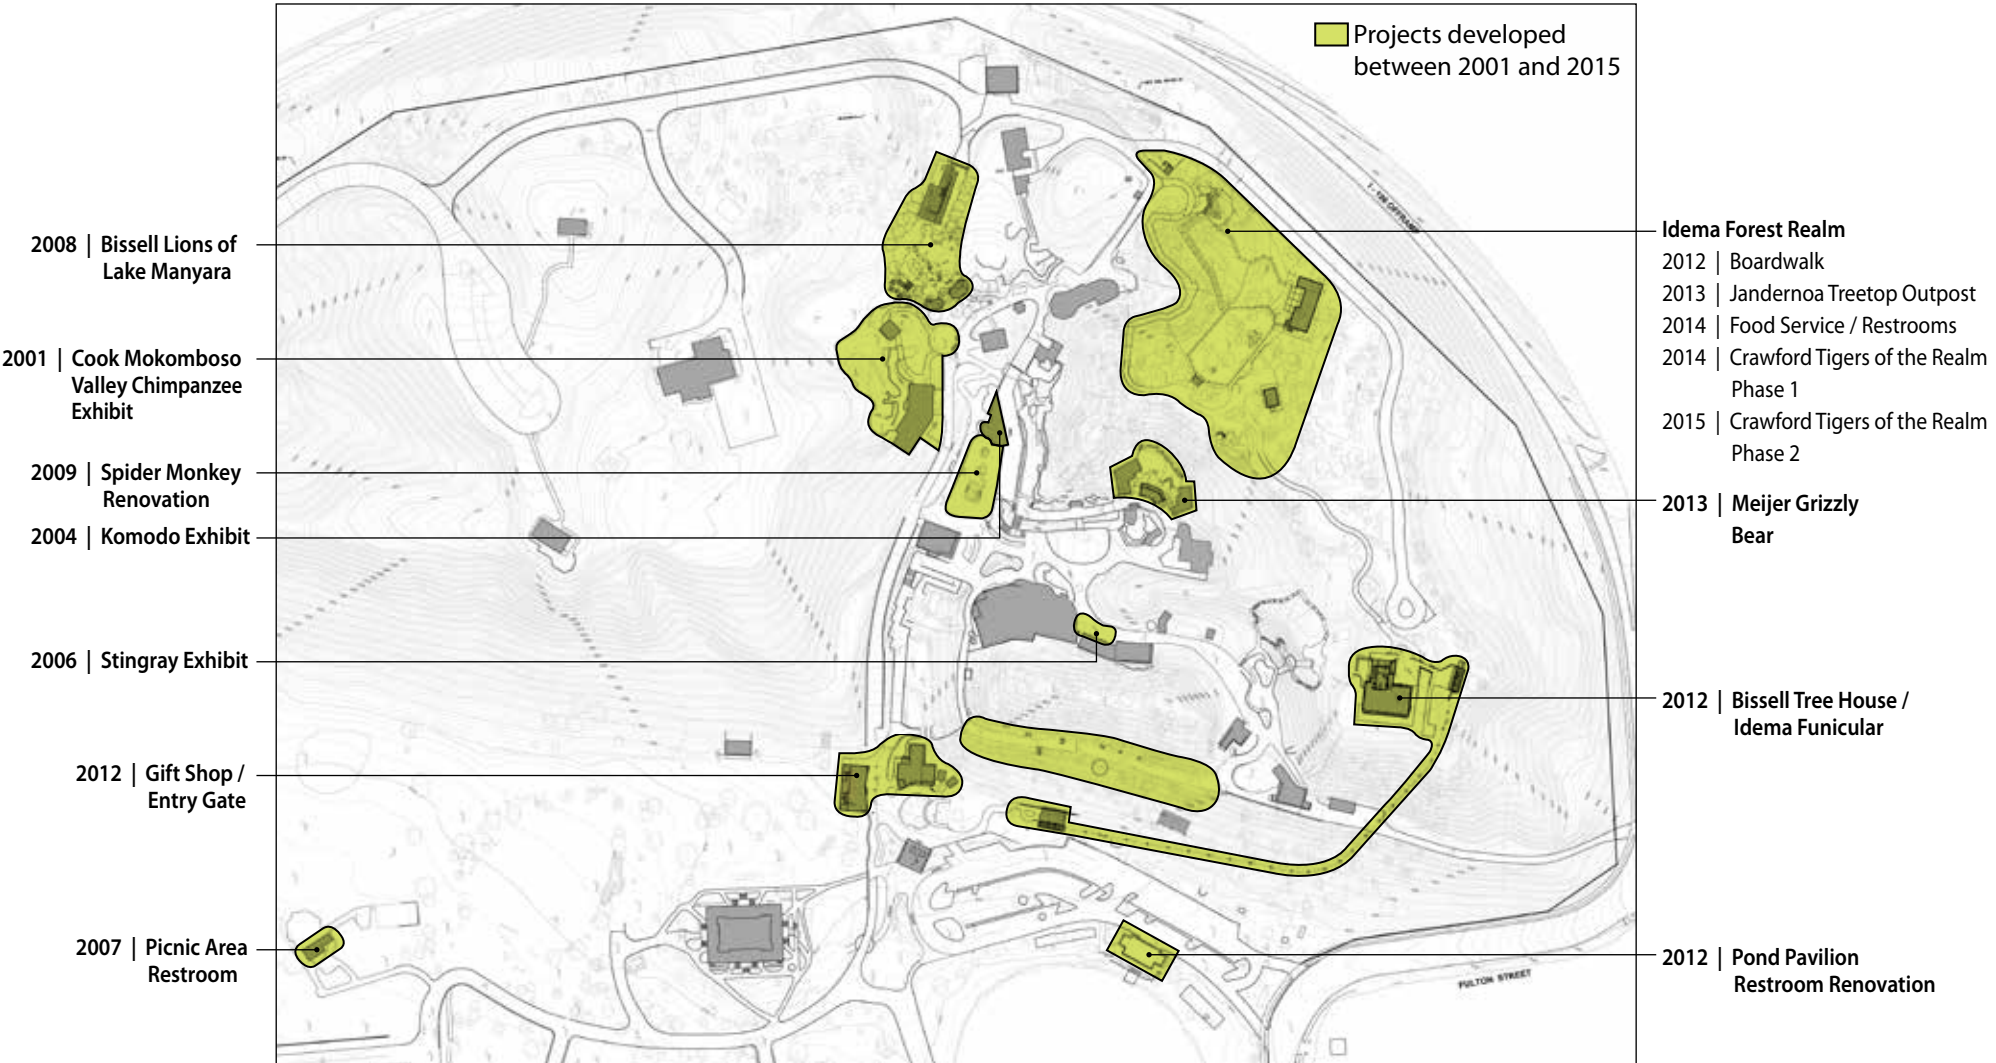 Projects developed
between 2001 and 2015
2008 | Bissell Lions of
Lake Manyara
2001 | Cook Mokomboso
Valley Chimpanzee
Exhibit
2009 | Spider Monkey
Renovation
2004 | Komodo Exhibit
2006 | Stingray Exhibit
2012 | Gift Shop /
Entry Gate
2007 | Picnic Area
Restroom
Idema Forest Realm
2012 | Boardwalk
2013 | Jandernoa Treetop Outpost
2014 | Food Service / Restrooms
2014 | Crawford Tigers of the Realm
Phase 1
2015 | Crawford Tigers of the Realm
Phase 2
2013 | Meijer Grizzly
Bear
2012 | Bissell Tree House /
Idema Funicular
2012 | Pond Pavilion
Restroom Renovation
FULTON STREET